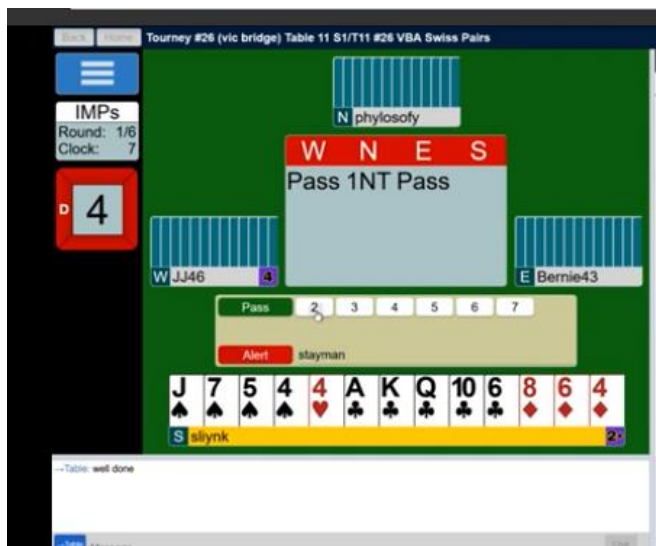 Back Home Tourney #26 (vic bridge) Table 11 S1/T11 #26 VBA Swiss Pairs
N phylosofy
IMPs
Round: 1/6
Clock: 7
W N E S
Pass 1NT Pass
D 4
W JJ46 4
E Bernie43
Pass 2 3 4 5 6 7
Alert stayman
J 7 5 4 4 A K Q 10 6 8 6 4
♠ ♠ ♠ ♠ ♥ ♣ ♣ ♣ ♣ ♣ ♦ ♦ ♦
S sliynk
→Table: well done